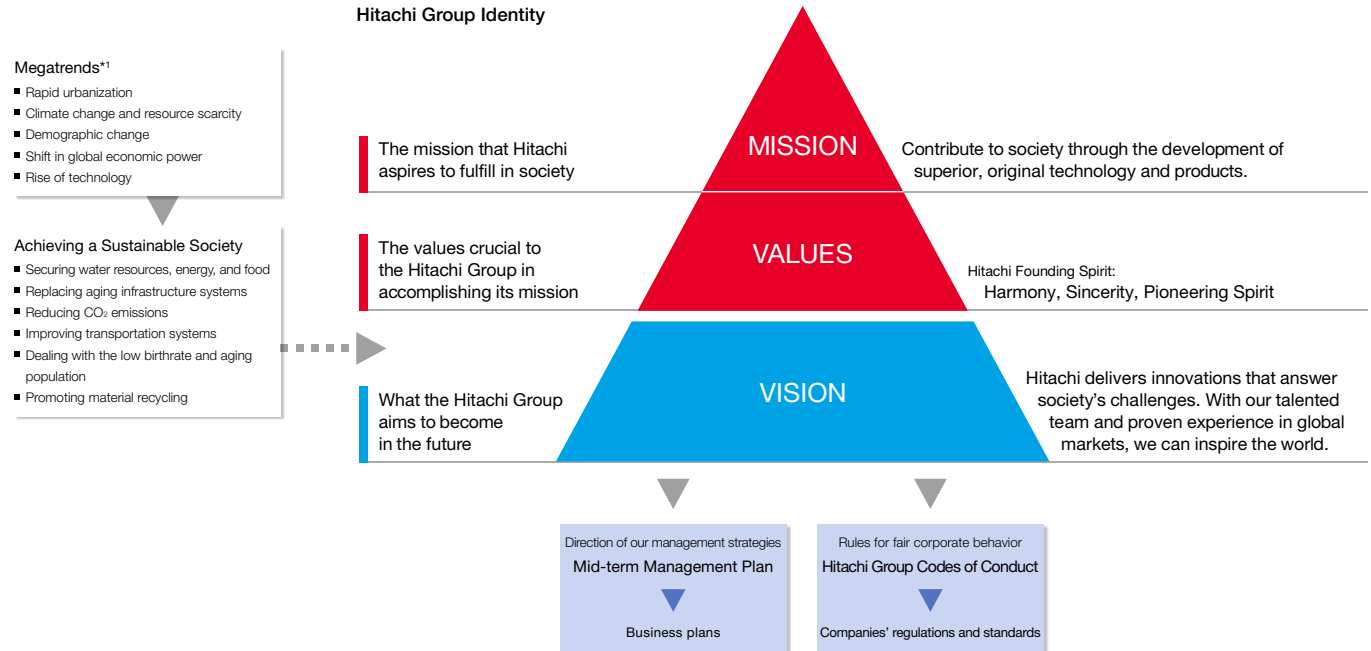 Hitachi Group Identity
Megatrends*1
■ Rapid urbanization
■ Climate change and resource scarcity
■ Demographic change
■ Shift in global economic power
■ Rise of technology
Achieving a Sustainable Society
■ Securing water resources, energy, and food
■ Replacing aging infrastructure systems
■ Reducing CO₂ emissions
■ Improving transportation systems
■ Dealing with the low birthrate and aging
population
■ Promoting material recycling
The mission that Hitachi
aspires to fulfill in society
MISSION
Contribute to society through the development of
superior, original technology and products.
The values crucial to
the Hitachi Group in
accomplishing its mission
VALUES
Hitachi Founding Spirit:
Harmony, Sincerity, Pioneering Spirit
What the Hitachi Group
aims to become
in the future
VISION
Hitachi delivers innovations that answer
society’s challenges. With our talented
team and proven experience in global
markets, we can inspire the world.
Direction of our management strategies
Mid-term Management Plan
Business plans
Rules for fair corporate behavior
Hitachi Group Codes of Conduct
Companies’ regulations and standards